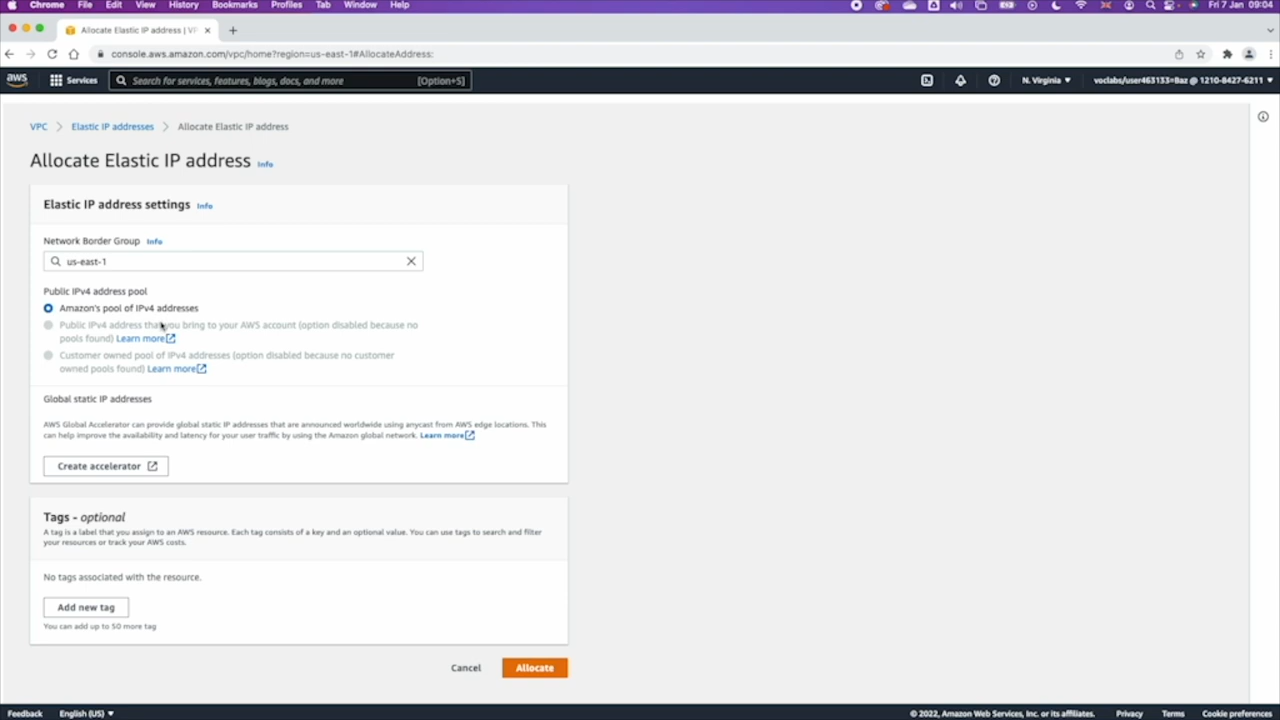 Chrome File Edit View History Bookmarks Profiles Tab Window Help Fri 7 Jan 09:04
Allocate Elastic IP address | VP
console.aws.amazon.com/vpc/home?region=us-east-1#AllocateAddress:
aws Services Search for services, features, blogs, docs, and more [Option+S] N. Virginia voclabs/user463133=Baz @ 1210-8427-6211
VPC Elastic IP addresses Allocate Elastic IP address
Allocate Elastic IP address Info
Elastic IP address settings Info
Network Border Group Info
us-east-1
Public IPv4 address pool
Amazon's pool of IPv4 addresses
Public IPv4 address that you bring to your AWS account (option disabled because no
pools found) Learn more
Customer owned pool of IPv4 addresses (option disabled because no customer
owned pools found) Learn more
Global static IP addresses
AWS Global Accelerator can provide global static IP addresses that are announced worldwide using anycast from AWS edge locations. This
can help improve the availability and latency for your user traffic by using the Amazon global network. Learn more
Create accelerator
Tags - optional
A tag is a label that you assign to an AWS resource. Each tag consists of a key and an optional value. You can use tags to search and filter
your resources or track your AWS costs.
No tags associated with the resource.
Add new tag
You can add up to 50 more tag
Cancel Allocate
Feedback English (US) © 2022, Amazon Web Services, Inc. or its affiliates. Privacy Terms Cookie preferences